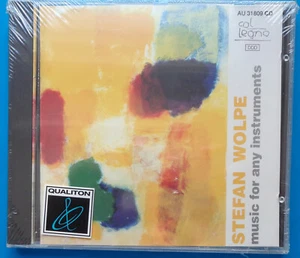 AU 31809 CD
col
legno
DDD
STEFAN WOLPE
music for any instruments
QUALITON